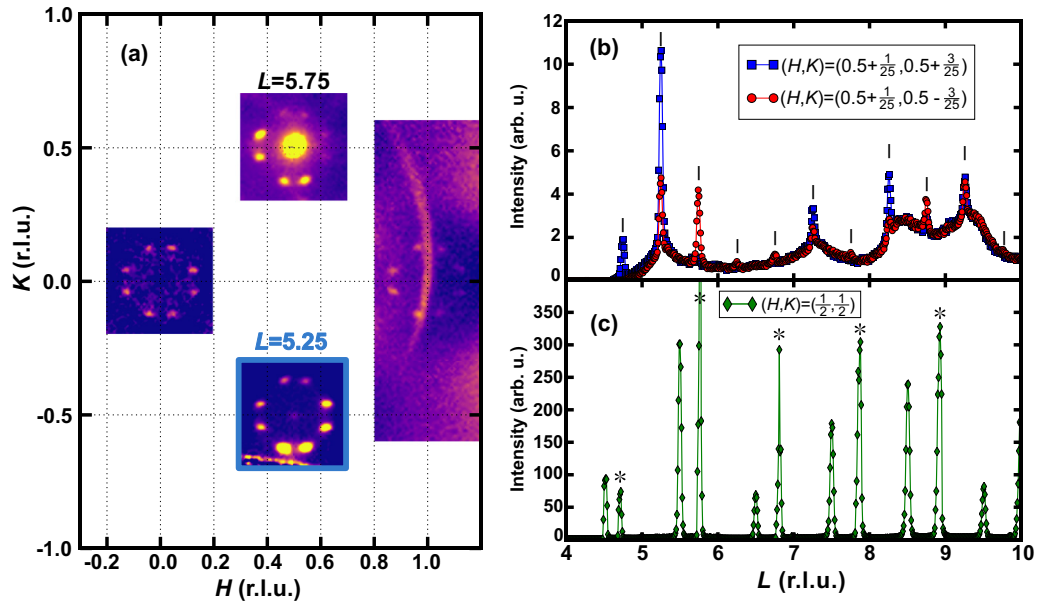 (a)
L=5.75
L=5.25
K (r.l.u.)
1.0
0.5
0.0
-0.5
-1.0
-0.2 0.0 0.2 0.4 0.6 0.8 1.0
H (r.l.u.)
(b)
(H,K)=(0.5+1/25,0.5+3/25)
(H,K)=(0.5+1/25,0.5-3/25)
Intensity (arb. u.)
12
10
8
6
4
2
0
(c)
(H,K)=(1/2,1/2)
* * * * *
Intensity (arb. u.)
350
300
250
200
150
100
50
0
4 5 6 7 8 9 10
L (r.l.u.)